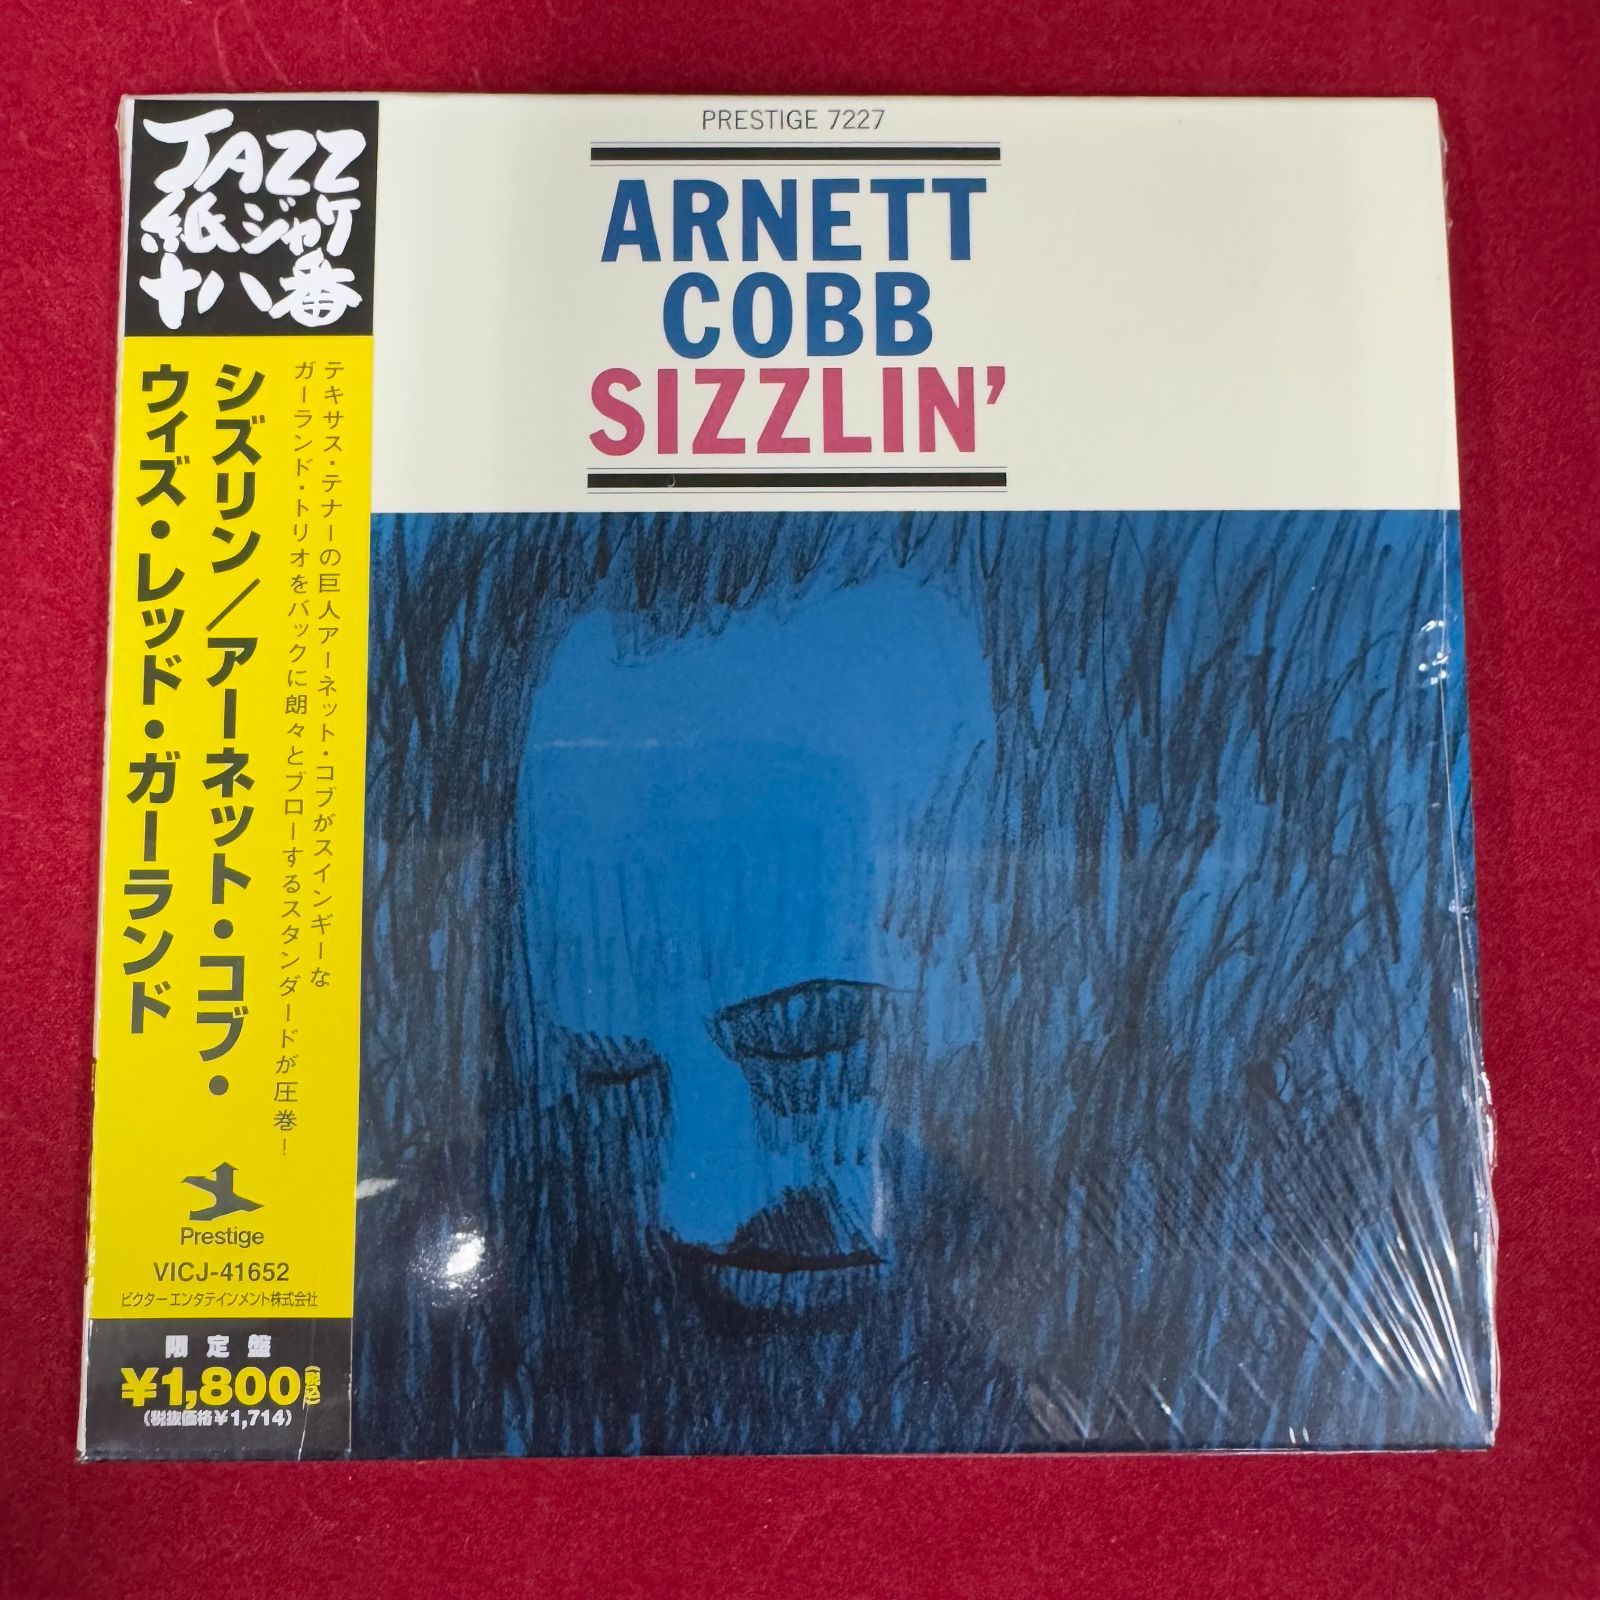 JAZZ
紙ジャケ
十八番
テキサス・テナーの巨人アーネット・コブがスインギーな
ガーランド・トリオをバックに朗々とブローするスタンダードが圧巻！
シズリン／アーネット・コブ・
ウィズ・レッド・ガーランド
Prestige
VICJ-41652
ビクターエンタテインメント株式会社
限定盤
¥1,800(税込)
(税抜価格¥1,714)
PRESTIGE 7227
ARNETT
COBB
SIZZLIN'